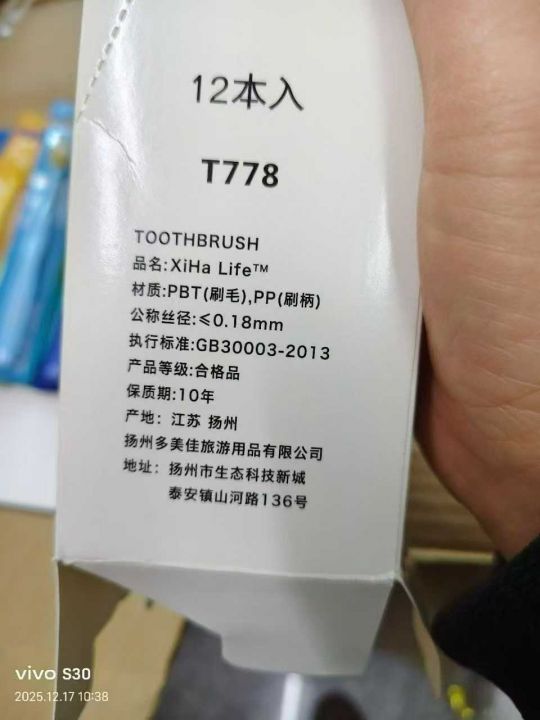 12本入
T778
TOOTHBRUSH
品名:XiHa Life™
材质:PBT(刷毛),PP(刷柄)
公称丝径:≤0.18mm
执行标准:GB30003-2013
产品等级:合格品
保质期:10年
产地: 江苏 扬州
扬州多美佳旅游用品有限公司
地址: 扬州市生态科技新城
泰安镇山河路136号
vivo S30
2025.12.17 10:38